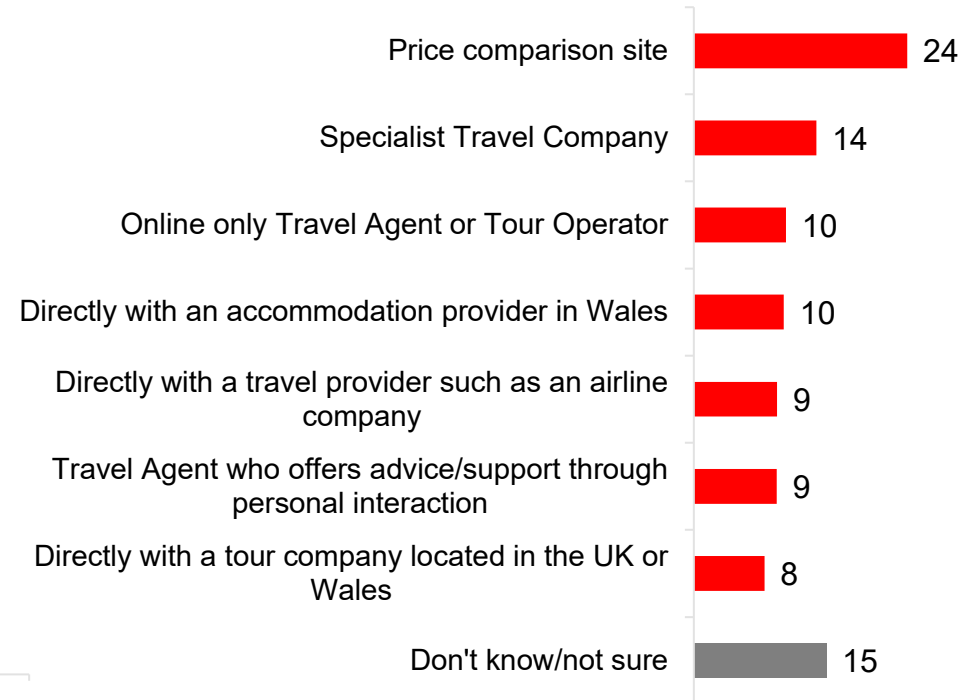 Price comparison site 24
Specialist Travel Company 14
Online only Travel Agent or Tour Operator 10
Directly with an accommodation provider in Wales 10
Directly with a travel provider such as an airline
company 9
Travel Agent who offers advice/support through
personal interaction 9
Directly with a tour company located in the UK or
Wales 8
Don't know/not sure 15